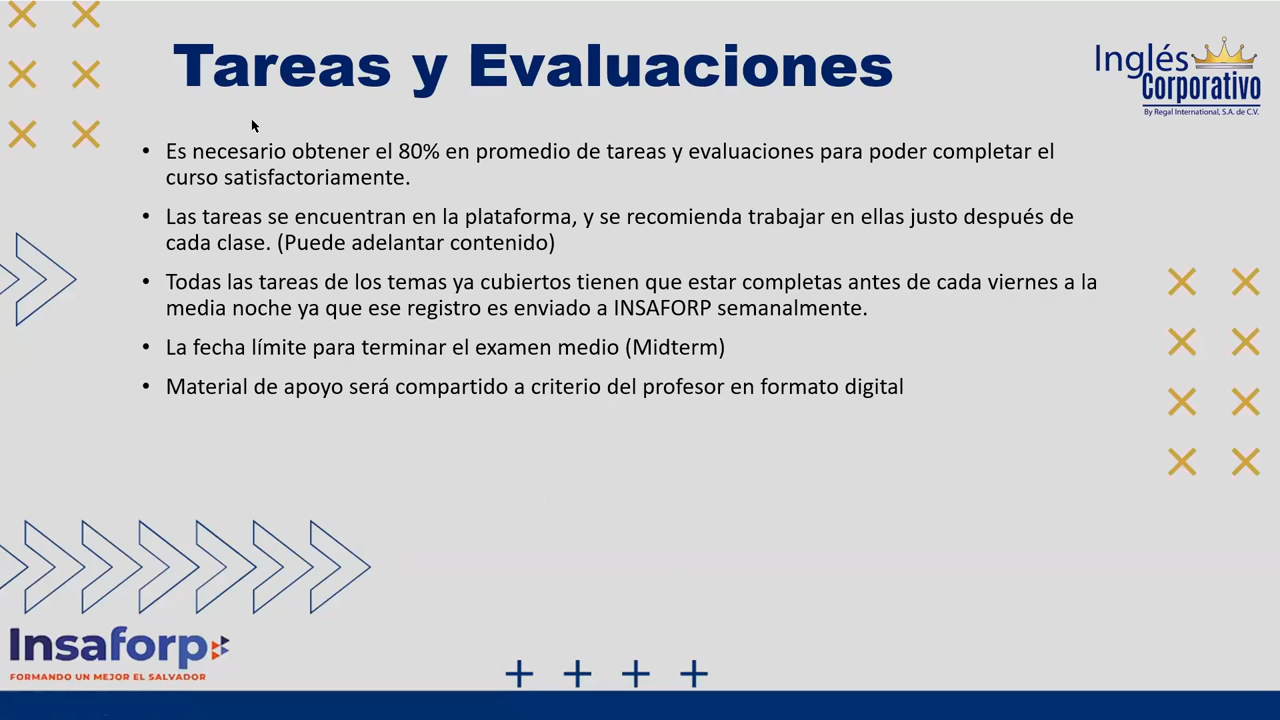 Tareas y Evaluaciones
Inglés
Corporativo
By Regal International, S.A. de C.V.
• Es necesario obtener el 80% en promedio de tareas y evaluaciones para poder completar el
curso satisfactoriamente.
• Las tareas se encuentran en la plataforma, y se recomienda trabajar en ellas justo después de
cada clase. (Puede adelantar contenido)
• Todas las tareas de los temas ya cubiertos tienen que estar completas antes de cada viernes a la
media noche ya que ese registro es enviado a INSAFORP semanalmente.
• La fecha límite para terminar el examen medio (Midterm)
• Material de apoyo será compartido a criterio del profesor en formato digital
Insaforp
FORMANDO UN MEJOR EL SALVADOR